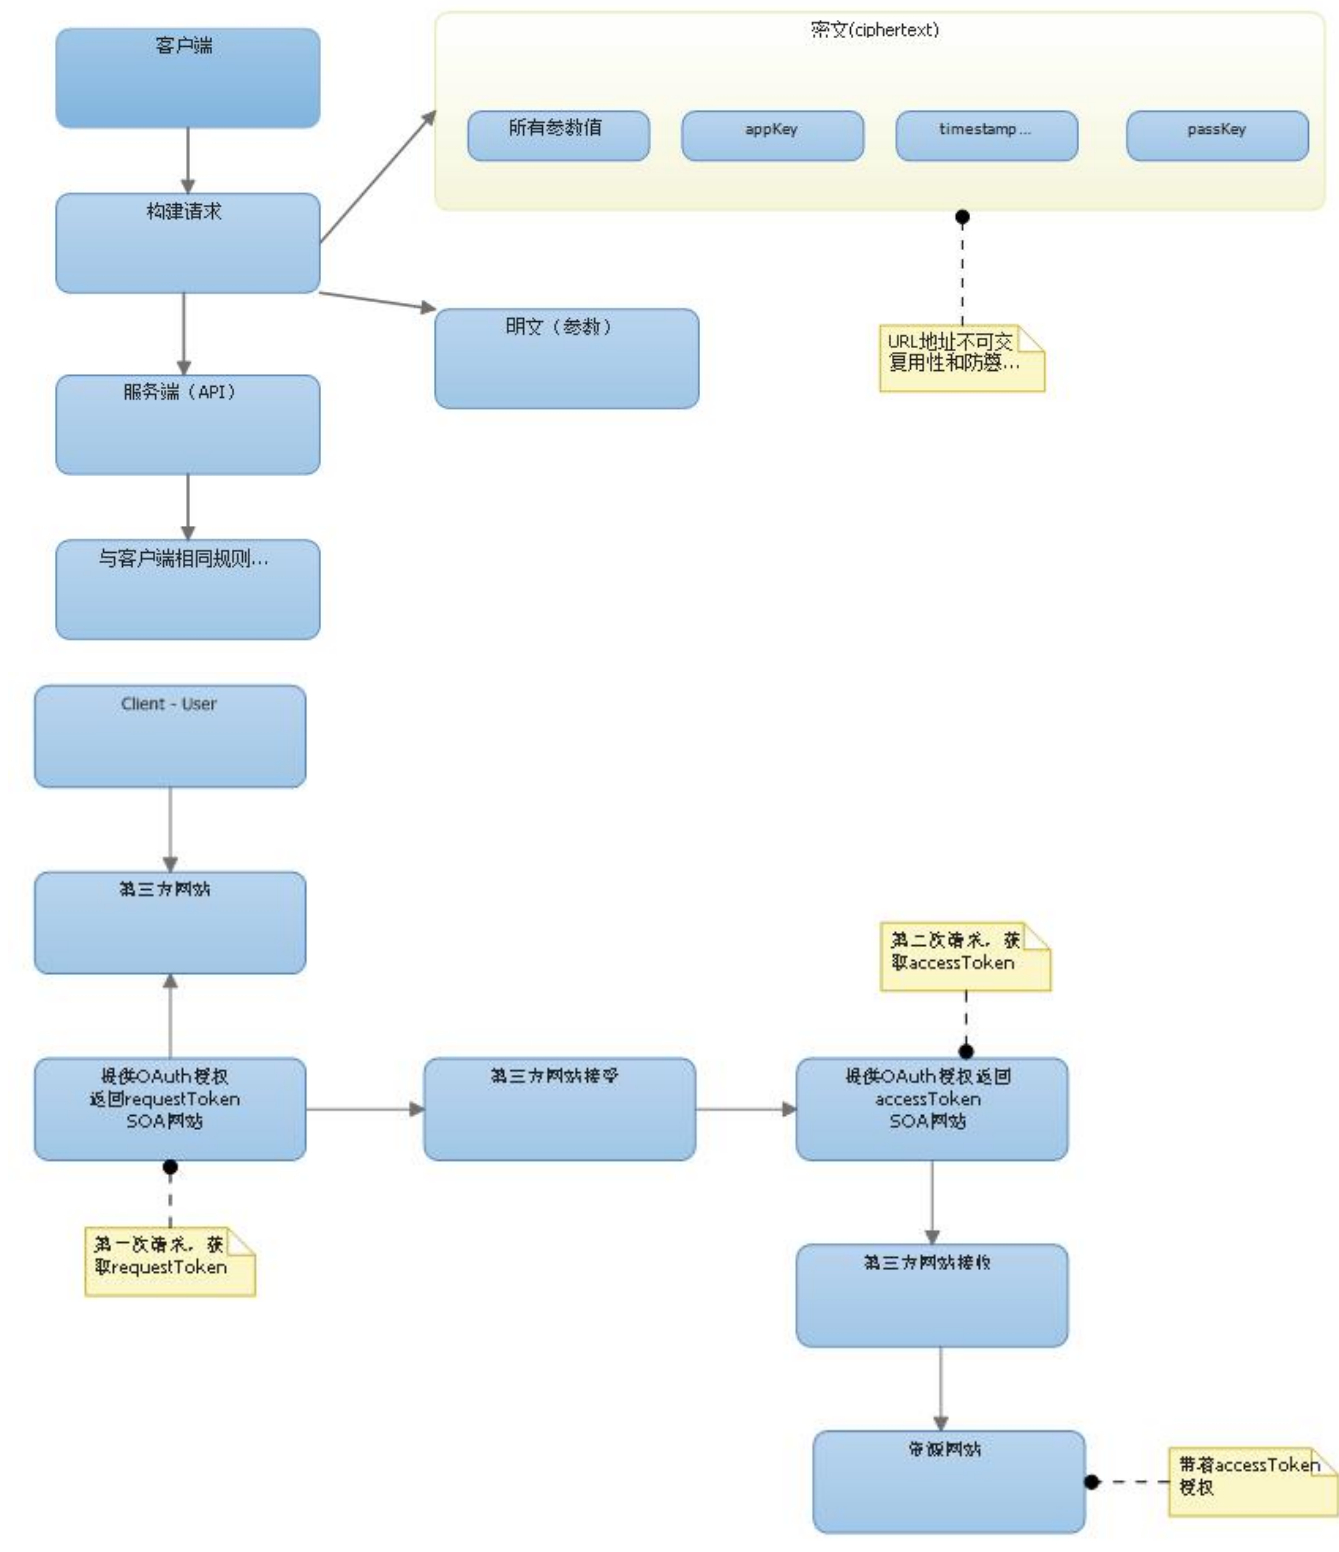 客户端
密文(ciphertext)
所有参数值
appKey
timestamp...
passKey
构建请求
明文（参数）
URL地址不可交
复用性和防篡...
服务端（API）
与客户端相同规则...
Client - User
第三方网站
第二次请求，获
取accessToken
提供OAuth授权
返回requestToken
SOA网站
第三方网站接受
提供OAuth授权返回
accessToken
SOA网站
第一次请求，获
取requestToken
第三方网站接收
资源网站
带着accessToken
授权